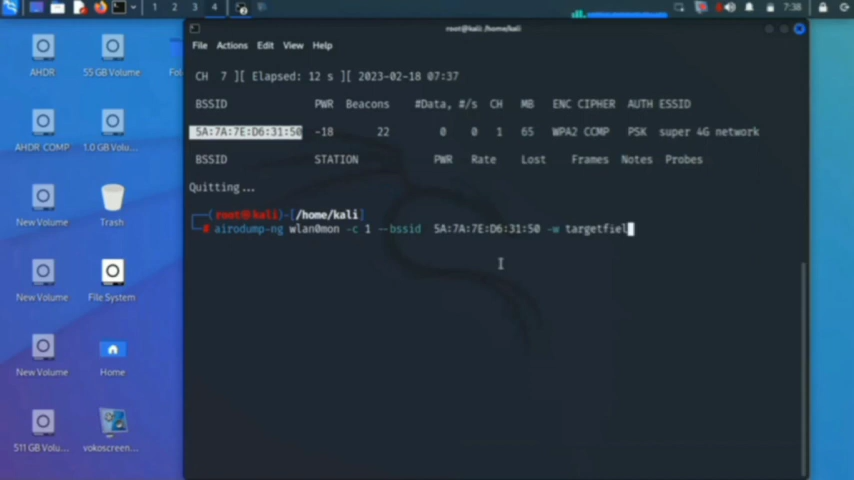 1 2 3 4
7:38
root@kali: /home/kali
File Actions Edit View Help
CH 7 ][ Elapsed: 12 s ][ 2023-02-18 07:37
BSSID PWR Beacons #Data, #/s CH MB ENC CIPHER AUTH ESSID
5A:7A:7E:D6:31:50 -18 22 0 0 1 65 WPA2 CCMP PSK super 4G network
BSSID STATION PWR Rate Lost Frames Notes Probes
Quitting...
(root㉿kali)-[/home/kali]
# airodump-ng wlan0mon -c 1 --bssid 5A:7A:7E:D6:31:50 -w targetfiel
AHDR
55 GB Volume
Fol
AHDR COMP
1.0 GB Volu...
New Volume
Trash
New Volume
File System
New Volume
Home
511 GB Volu...
vokoscreen...